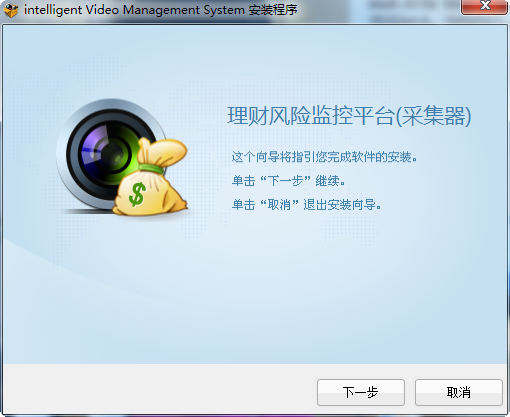 intelligent Video Management System 安装程序
理财风险监控平台(采集器)
这个向导将指引您完成软件的安装。
单击“下一步”继续。
单击“取消”退出安装向导。
$
下一步
取消